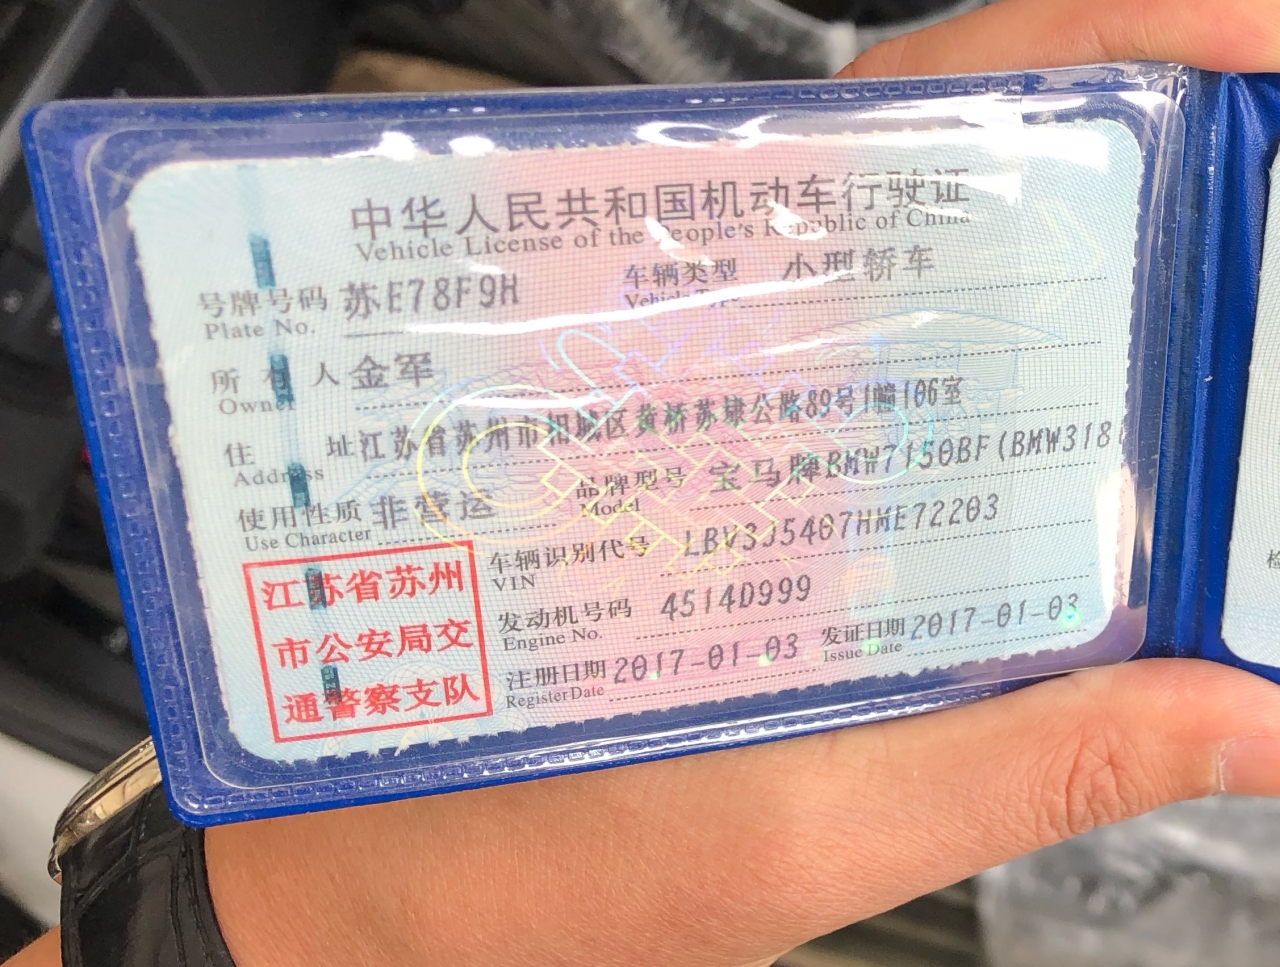 中华人民共和国机动车行驶证
Vehicle License of the People's Republic of China
号牌号码 苏E78F9H 车辆类型 小型轿车
Plate No. Vehicle Type
所有人 金军
Owner
住址 江苏省苏州市相城区黄桥苏埭公路89号1幢106室
Address
使用性质 非营运 品牌型号 宝马牌BMW7150BF(BMW318
Use Character Model
车辆识别代号 LBV3J5407HME72203
VIN
发动机号码 4514D999
Engine No.
注册日期 2017-01-03 发证日期 2017-01-03
Register Date Issue Date
江苏省苏州
市公安局交
通警察支队